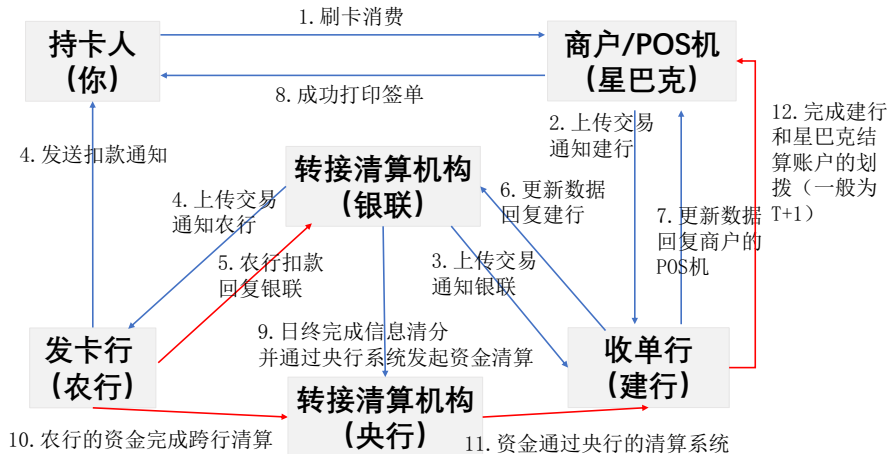 1.刷卡消费
持卡人
(你)
商户/POS机
(星巴克)
8.成功打印签单
12.完成建行
和星巴克结
算账户的划
拨（一般为
T+1）
2.上传交易
通知建行
4.发送扣款通知
转接清算机构
(银联)
4.上传交易
通知农行
6.更新数据
回复建行
7.更新数据
回复商户的
POS机
5.农行扣款
回复银联
3.上传交易
通知银联
9.日终完成信息清分
并通过央行系统发起资金清算
发卡行
(农行)
收单行
(建行)
转接清算机构
(央行)
10.农行的资金完成跨行清算
11.资金通过央行的清算系统